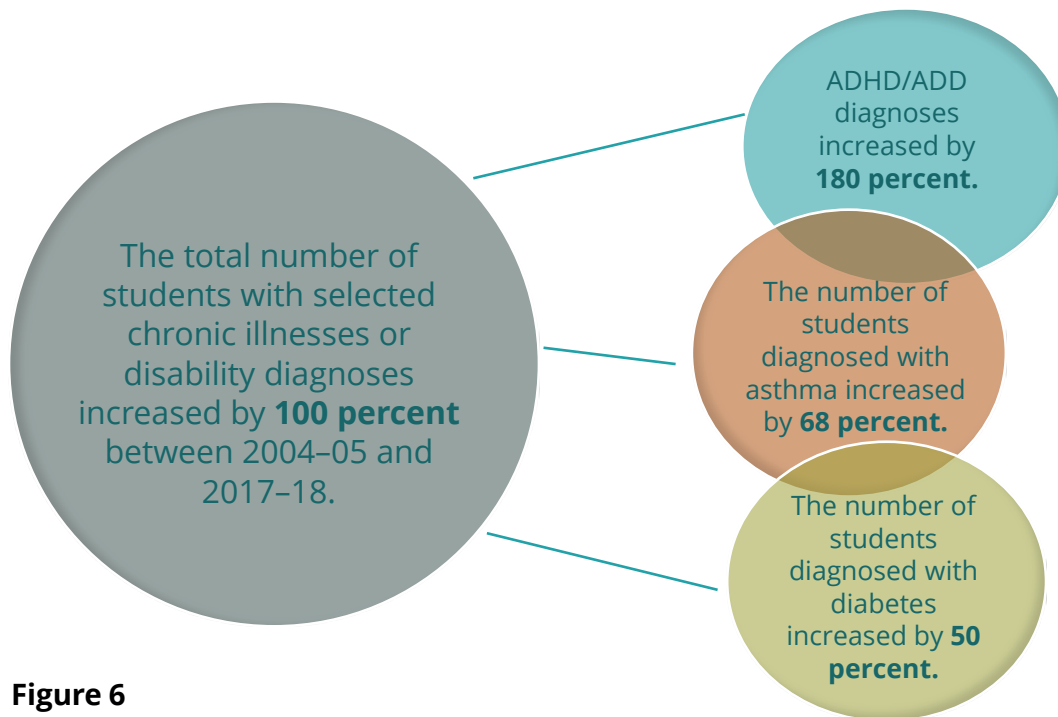 The total number of
students with selected
chronic illnesses or
disability diagnoses
increased by 100 percent
between 2004–05 and
2017–18.
ADHD/ADD
diagnoses
increased by
180 percent.
The number of
students
diagnosed with
asthma increased
by 68 percent.
The number of
students
diagnosed with
diabetes
increased by 50
percent.
Figure 6